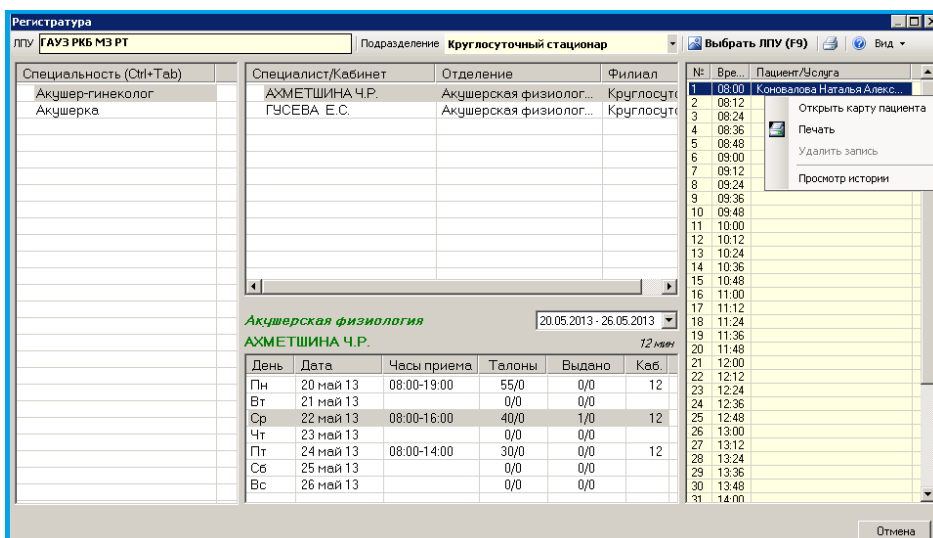 Регистратура
ЛПУ ГАУЗ РКБ МЗ РТ Подразделение Круглосуточный стационар Выбрать ЛПУ (F9) Вид
Специальность (Ctrl+Tab)
Акушер-гинеколог
Акушерка
Специалист/Кабинет Отделение Филиал
АХМЕТШИНА Ч.Р. Акушерская физиолог... Круглосуто
ГУСЕВА Е.С. Акушерская физиолог... Круглосуто
Акушерская физиология 20.05.2013 - 26.05.2013
АХМЕТШИНА Ч.Р. 12 мин
День Дата Часы приема Талоны Выдано Каб.
Пн 20 май 13 08:00-19:00 55/0 0/0 12
Вт 21 май 13 0/0 0/0
Ср 22 май 13 08:00-16:00 40/0 1/0 12
Чт 23 май 13 0/0 0/0
Пт 24 май 13 08:00-14:00 30/0 0/0 12
Сб 25 май 13 0/0 0/0
Вс 26 май 13 0/0 0/0
№ Вре... Пациент/Услуга
1 08:00 Коновалова Наталья Алекс...
2 08:12
3 08:24
4 08:36
5 08:48
6 09:00
7 09:12
8 09:24
9 09:36
10 09:48
11 10:00
12 10:12
13 10:24
14 10:36
15 10:48
16 11:00
17 11:12
18 11:24
19 11:36
20 11:48
21 12:00
22 12:12
23 12:24
24 12:36
25 12:48
26 13:00
27 13:12
28 13:24
29 13:36
30 13:48
31 14:00
Открыть карту пациента
Печать
Удалить запись
Просмотр истории
Отмена